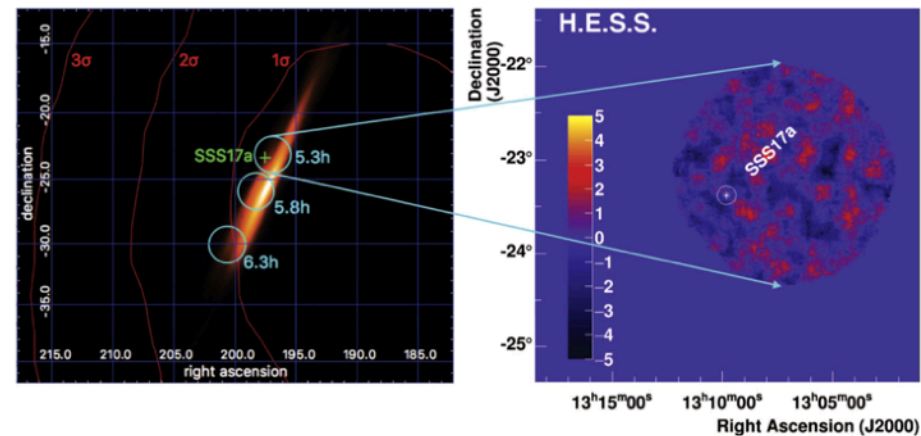 3σ
2σ
1σ
SSS17a
5.3h
5.8h
6.3h
-15.0
-20.0
-25.0
-30.0
-35.0
declination
215.0 210.0 205.0 200.0 195.0 190.0 185.0
right ascension
H.E.S.S.
Declination
(J2000)
-22°
-23°
-24°
-25°
5
4
3
2
1
0
-1
-2
-3
-4
-5
SSS17a
13h15m00s 13h10m00s 13h05m00s
Right Ascension (J2000)